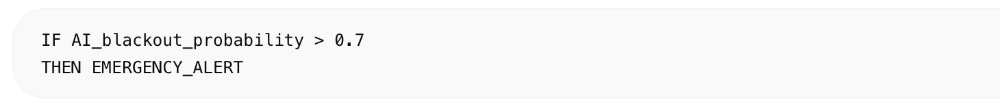 IF AI_blackout_probability > 0.7
THEN EMERGENCY_ALERT